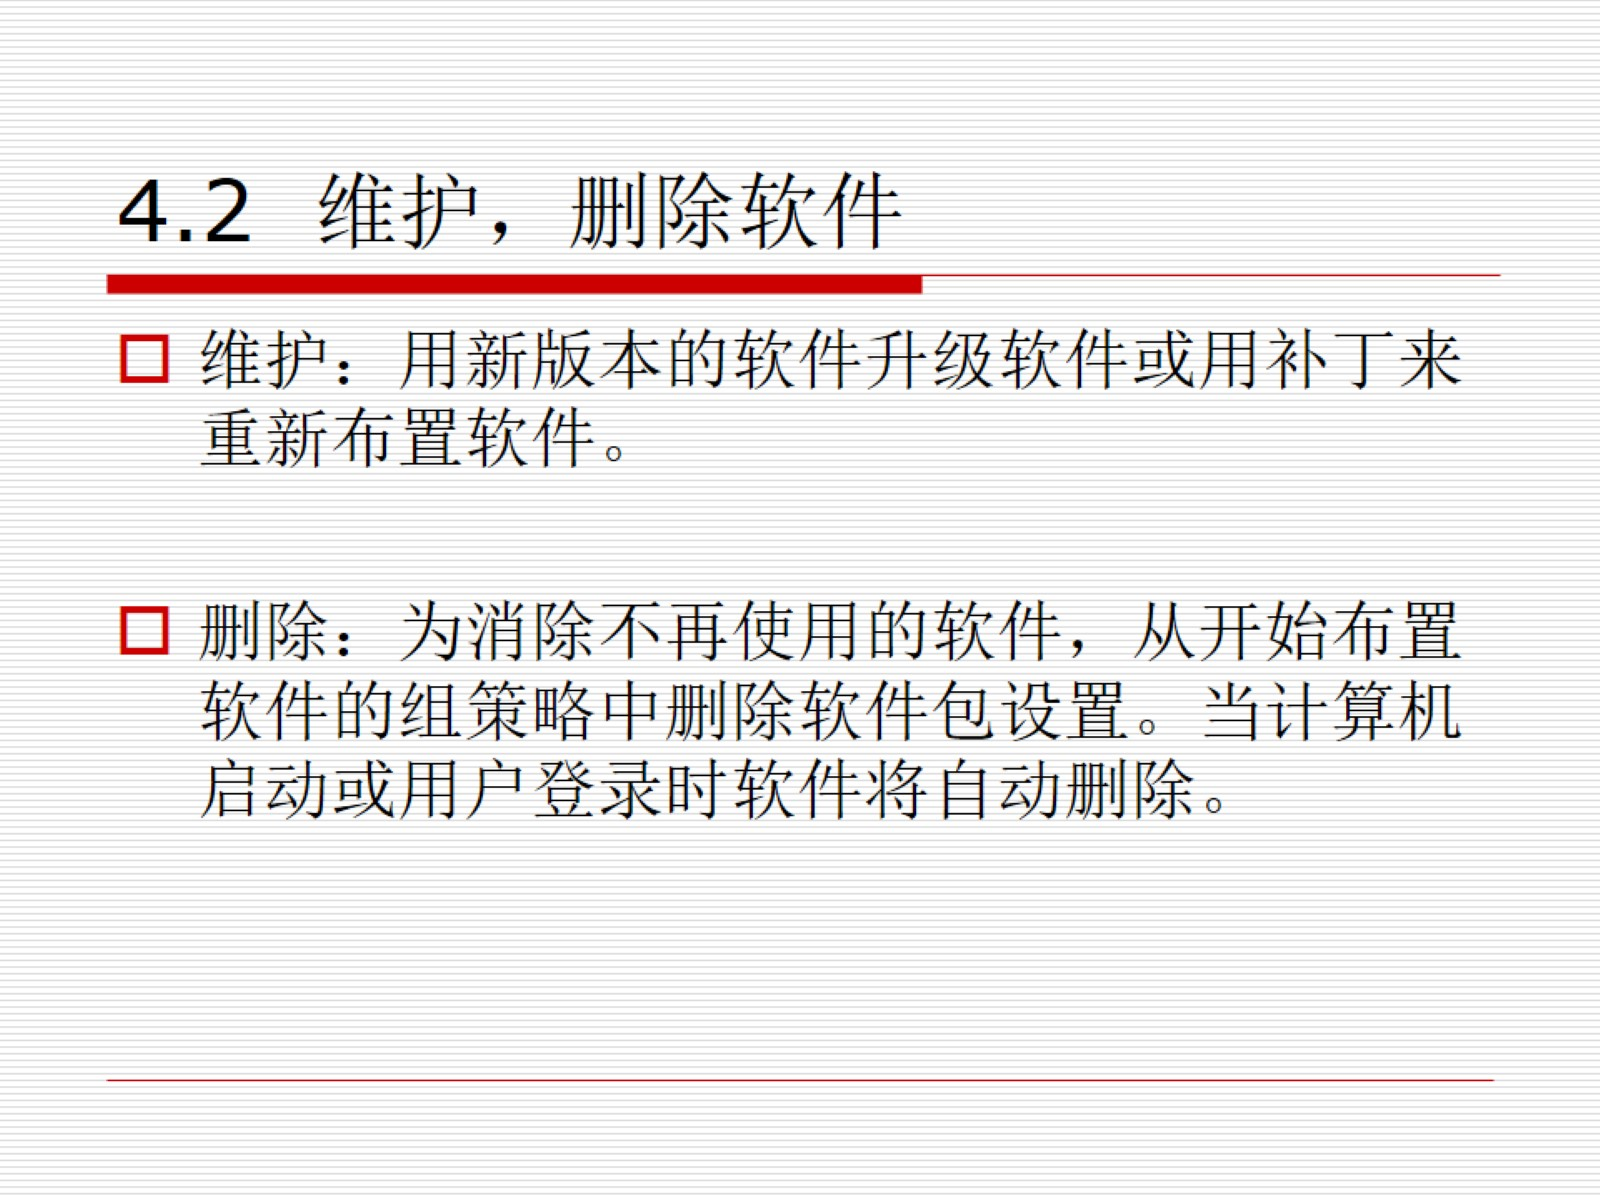 4.2 维护，删除软件
维护：用新版本的软件升级软件或用补丁来
重新布置软件。
删除：为消除不再使用的软件，从开始布置
软件的组策略中删除软件包设置。当计算机
启动或用户登录时软件将自动删除。